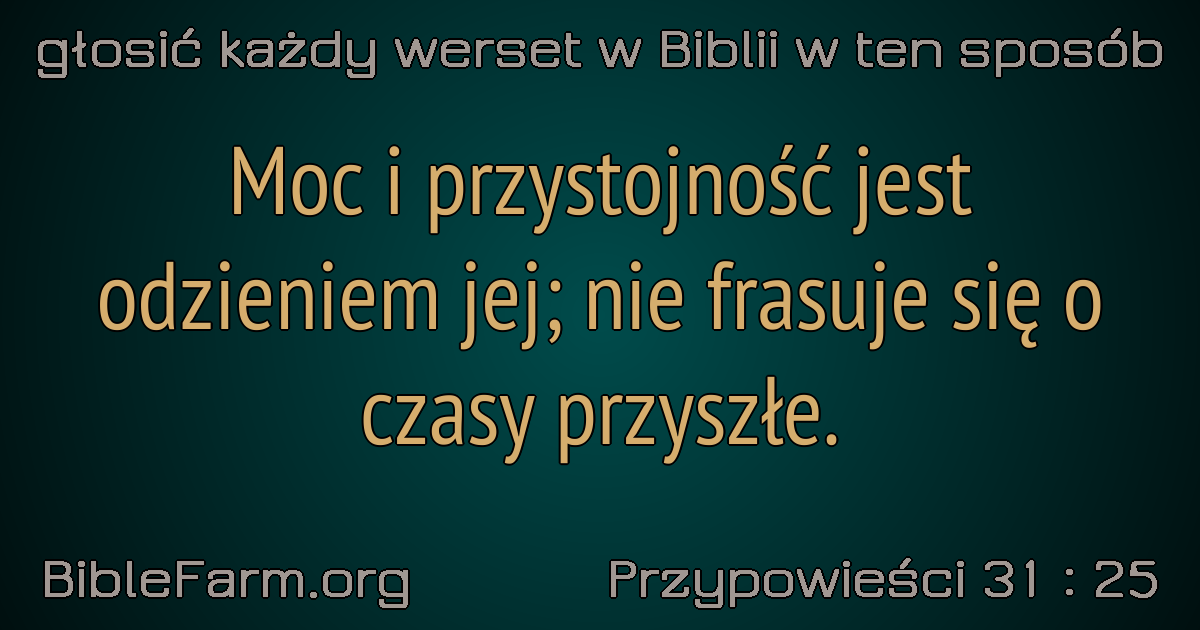 głosić każdy werset w Biblii w ten sposób
Moc i przystojność jest
odzieniem jej; nie frasuje się o
czasy przyszłe.
BibleFarm.org
Przypowieści 31 : 25